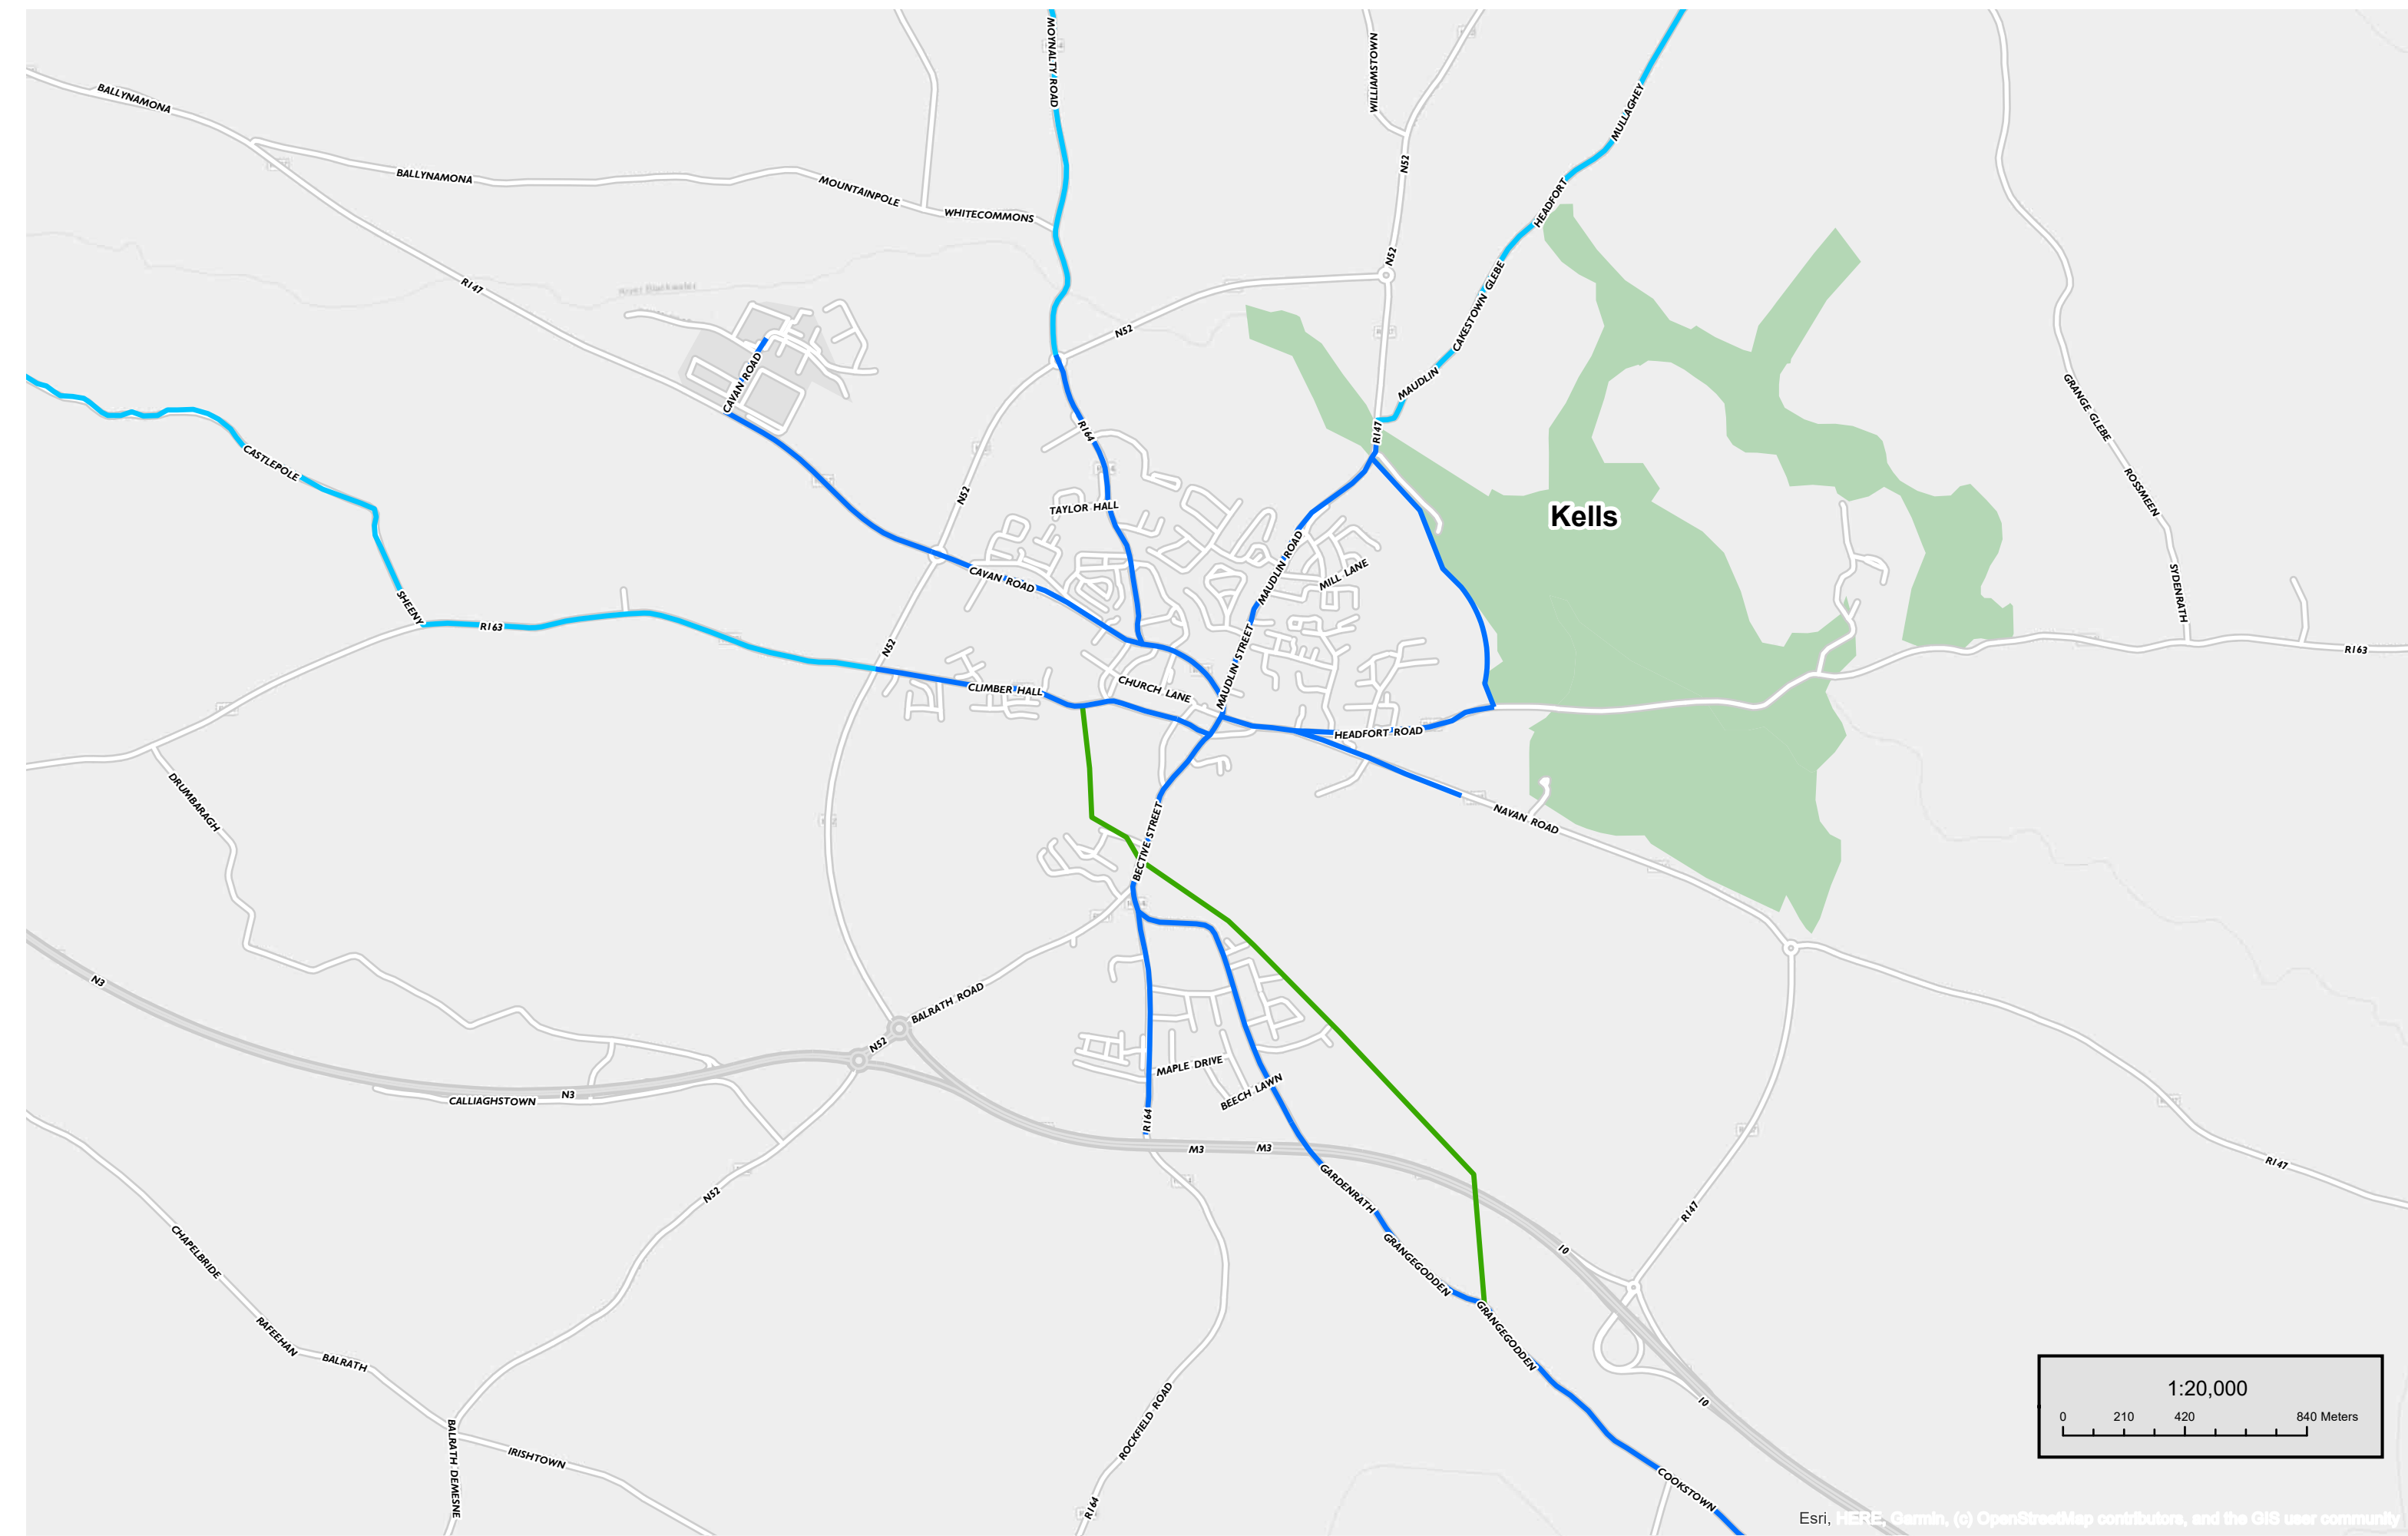 MOYNALTY ROAD
WILLIAMSTOWN
BALLYNAMONA
MULLAGHEY
N52
BALLYNAMONA
MOUNTAINPOLE
WHITECOMMONS
HEADFORT
N52
R147
River Blackwater
N52
CAKESTOWN GLEBE
CAVAN ROAD
MAUDLIN
GRANGE GLEBE
R164
R147
CASTLEPOLE
N52
TAYLOR HALL
Kells
ROSSMEEN
MAUDLIN ROAD
CAVAN ROAD
MILL LANE
SYDENRATH
SHEENY
R163
N52
MAUDLIN STREET
R163
CLIMBER HALL
CHURCH LANE
HEADFORT ROAD
DRUMBARAGH
NAVAN ROAD
BECTIVE STREET
N3
BALRATH ROAD
N52
MAPLE DRIVE
BEECH LAWN
N3
CALLIAGHSTOWN
R164
M3
M3
R147
GARDENRATH
N52
R147
CHAPELBRIDE
GRANGEGODDEN
10
GRANGEGODDEN
RAFEEHAN
BALRATH
10
ROCKFIELD ROAD
BALRATH DEMESNE
IRISHTOWN
COOKSTOWN
R164
1:20,000
0 210 420 840 Meters
Esri, HERE, Garmin, (c) OpenStreetMap contributors, and the GIS user community